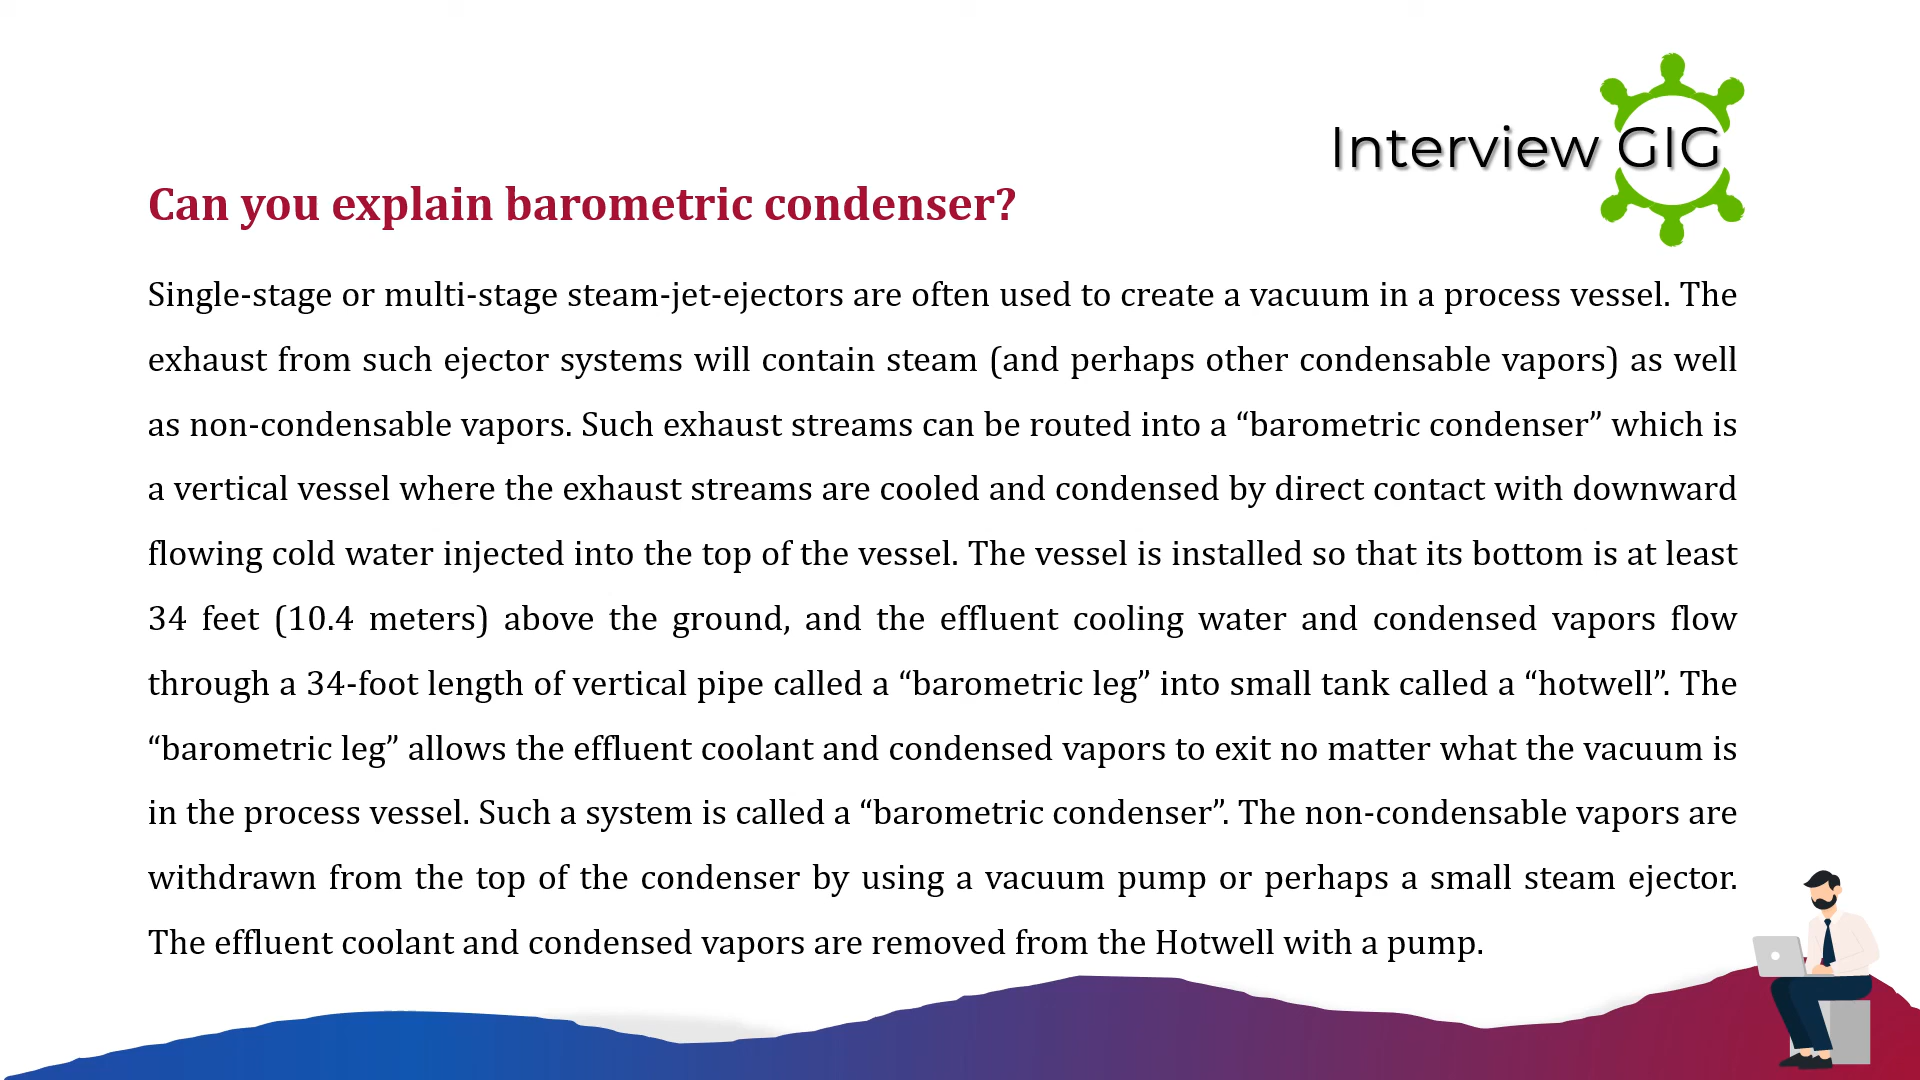 Interview GIG
Can you explain barometric condenser?
Single-stage or multi-stage steam-jet-ejectors are often used to create a vacuum in a process vessel. The
exhaust from such ejector systems will contain steam (and perhaps other condensable vapors) as well
as non-condensable vapors. Such exhaust streams can be routed into a “barometric condenser” which is
a vertical vessel where the exhaust streams are cooled and condensed by direct contact with downward
flowing cold water injected into the top of the vessel. The vessel is installed so that its bottom is at least
34 feet (10.4 meters) above the ground, and the effluent cooling water and condensed vapors flow
through a 34-foot length of vertical pipe called a “barometric leg” into small tank called a “hotwell”. The
“barometric leg” allows the effluent coolant and condensed vapors to exit no matter what the vacuum is
in the process vessel. Such a system is called a “barometric condenser”. The non-condensable vapors are
withdrawn from the top of the condenser by using a vacuum pump or perhaps a small steam ejector.
The effluent coolant and condensed vapors are removed from the Hotwell with a pump.